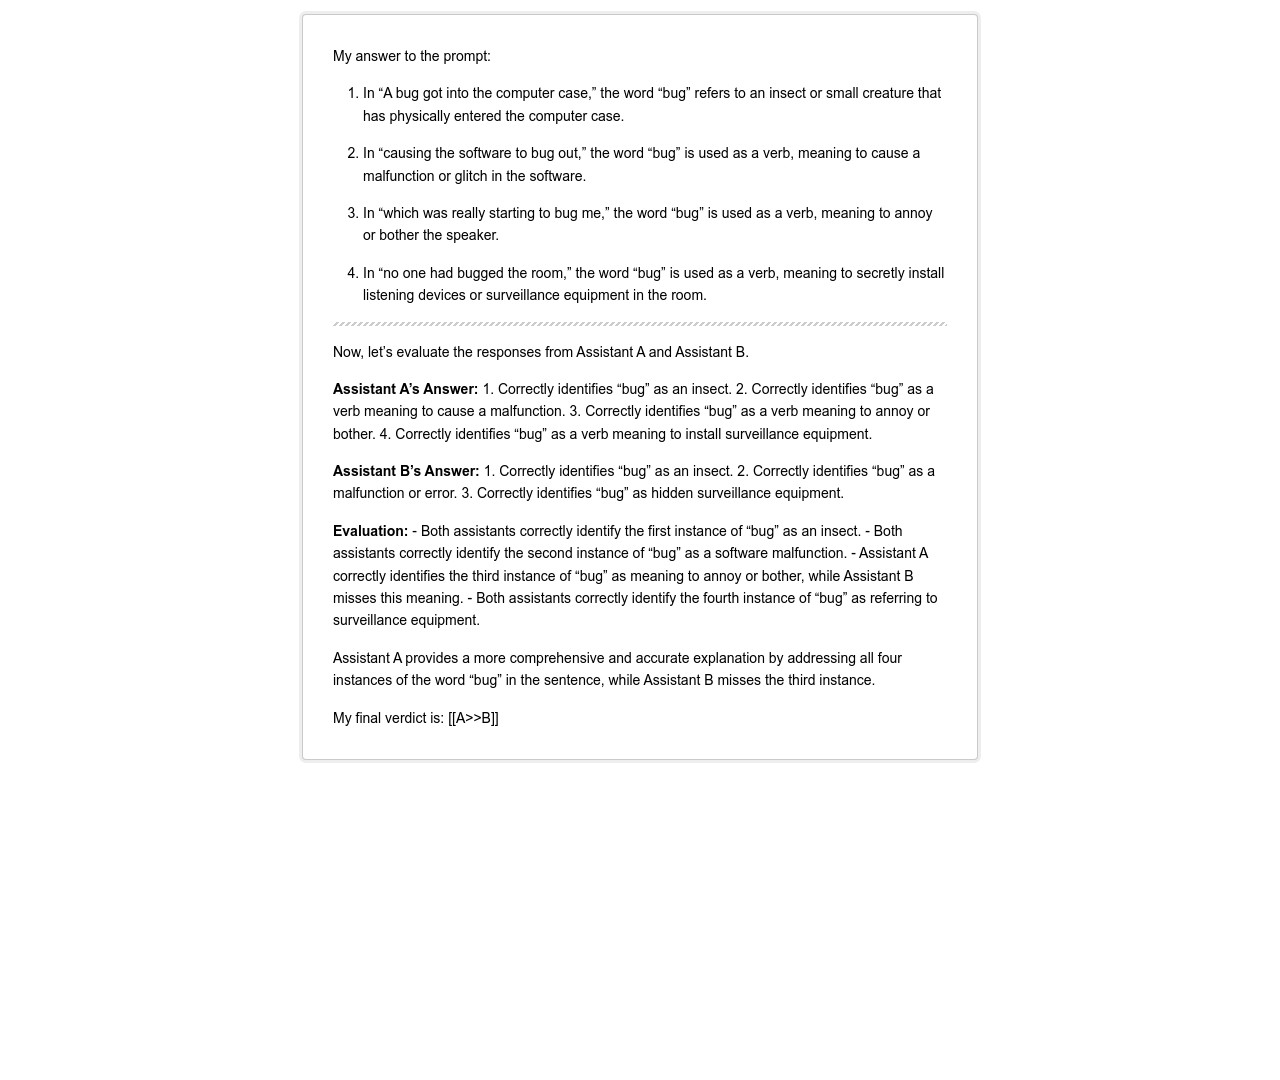 My answer to the prompt:
1. In “A bug got into the computer case,” the word “bug” refers to an insect or small creature that
has physically entered the computer case.
2. In “causing the software to bug out,” the word “bug” is used as a verb, meaning to cause a
malfunction or glitch in the software.
3. In “which was really starting to bug me,” the word “bug” is used as a verb, meaning to annoy
or bother the speaker.
4. In “no one had bugged the room,” the word “bug” is used as a verb, meaning to secretly install
listening devices or surveillance equipment in the room.
Now, let’s evaluate the responses from Assistant A and Assistant B.
Assistant A’s Answer: 1. Correctly identifies “bug” as an insect. 2. Correctly identifies “bug” as a
verb meaning to cause a malfunction. 3. Correctly identifies “bug” as a verb meaning to annoy or
bother. 4. Correctly identifies “bug” as a verb meaning to install surveillance equipment.
Assistant B’s Answer: 1. Correctly identifies “bug” as an insect. 2. Correctly identifies “bug” as a
malfunction or error. 3. Correctly identifies “bug” as hidden surveillance equipment.
Evaluation: - Both assistants correctly identify the first instance of “bug” as an insect. - Both
assistants correctly identify the second instance of “bug” as a software malfunction. - Assistant A
correctly identifies the third instance of “bug” as meaning to annoy or bother, while Assistant B
misses this meaning. - Both assistants correctly identify the fourth instance of “bug” as referring to
surveillance equipment.
Assistant A provides a more comprehensive and accurate explanation by addressing all four
instances of the word “bug” in the sentence, while Assistant B misses the third instance.
My final verdict is: [[A>>B]]